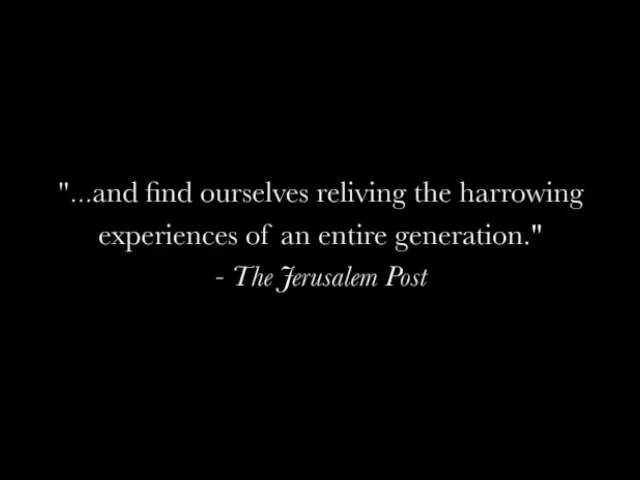 "...and find ourselves reliving the harrowing
experiences of an entire generation."
- The Jerusalem Post